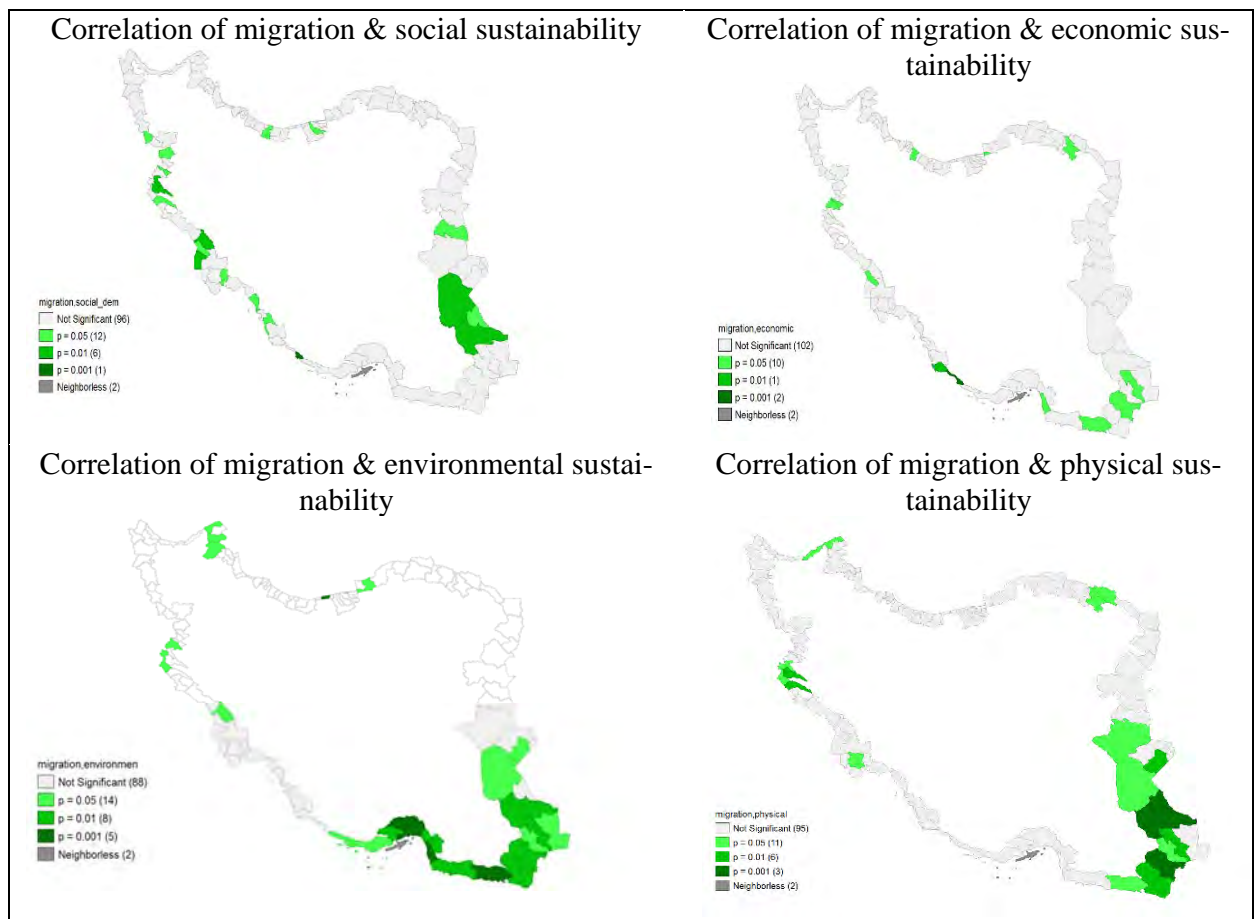 Correlation of migration & social sustainability
Correlation of migration & economic sus-
tainability
migration,social_dem
Not Significant (96)
p = 0.05 (12)
p = 0.01 (6)
p = 0.001 (1)
Neighborless (2)
migration,economic
Not Significant (102)
p = 0.05 (10)
p = 0.01 (1)
p = 0.001 (2)
Neighborless (2)
Correlation of migration & environmental sustai-
nability
Correlation of migration & physical sus-
tainability
migration,environmen
Not Significant (88)
p = 0.05 (14)
p = 0.01 (8)
p = 0.001 (5)
Neighborless (2)
migration,physical
Not Significant (95)
p = 0.05 (11)
p = 0.01 (6)
p = 0.001 (3)
Neighborless (2)